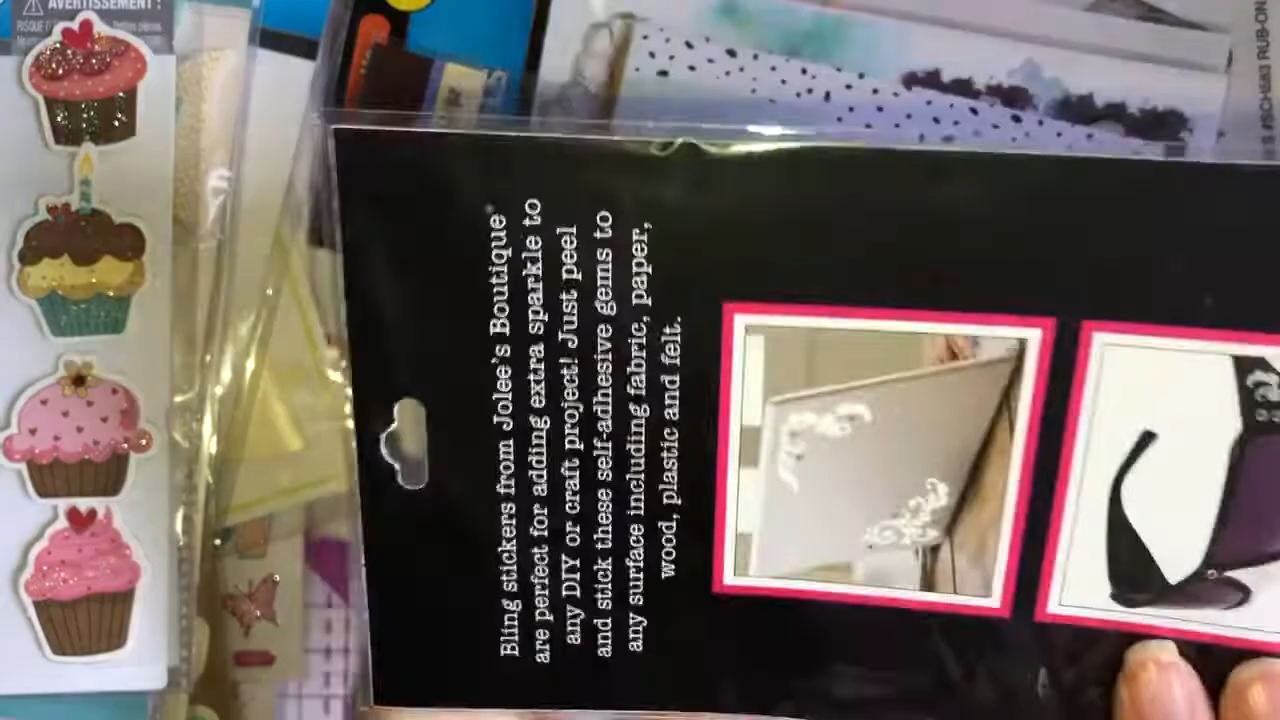 AVERTISSEMENT :
Bling stickers from Jolee's Boutique®
are perfect for adding extra sparkle to
any DIY or craft project! Just peel
and stick these self-adhesive gems to
any surface including fabric, paper,
wood, plastic and felt.
#SCH583 RUB-ON